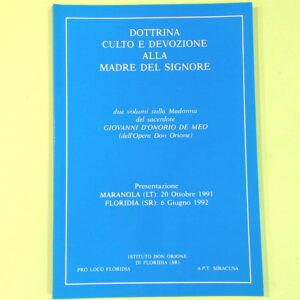 DOTTRINA
CULTO E DEVOZIONE
ALLA
MADRE DEL SIGNORE
due volumi sulla Madonna
del sacerdote
GIOVANNI D'ONORIO DE MEO
(dell'Opera Don Orione)
Presentazione
MARANOLA (LT): 20 Ottobre 1991
FLORIDIA (SR): 6 Giugno 1992
ISTITUTO DON ORIONE
DI FLORIDIA (SR)
PRO LOCO FLORIDIA A.P.T. SIRACUSA